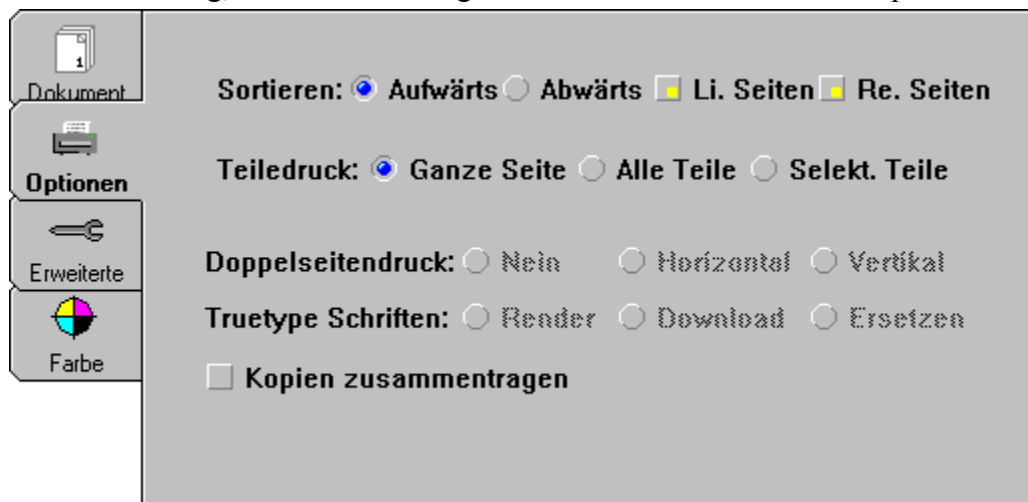 Dokument
Sortieren: Aufwärts Abwärts Li. Seiten Re. Seiten
Optionen
Teiledruck: Ganze Seite Alle Teile Selekt. Teile
Erweiterte
Doppelseitendruck: Nein Horizontal Vertikal
Truetype Schriften: Render Download Ersetzen
Farbe
Kopien zusammentragen